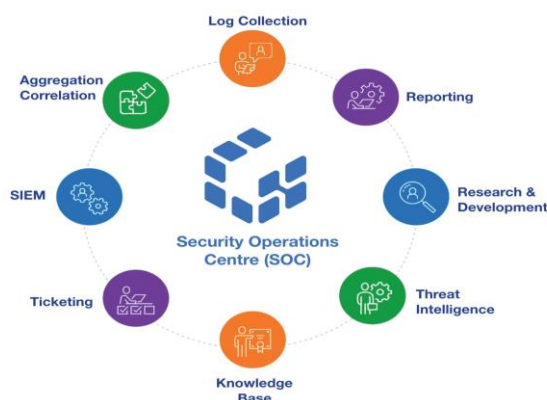 Log Collection
Aggregation
Correlation
Reporting
SIEM
Research &
Development
Security Operations
Centre (SOC)
Ticketing
Threat
Intelligence
Knowledge
Base